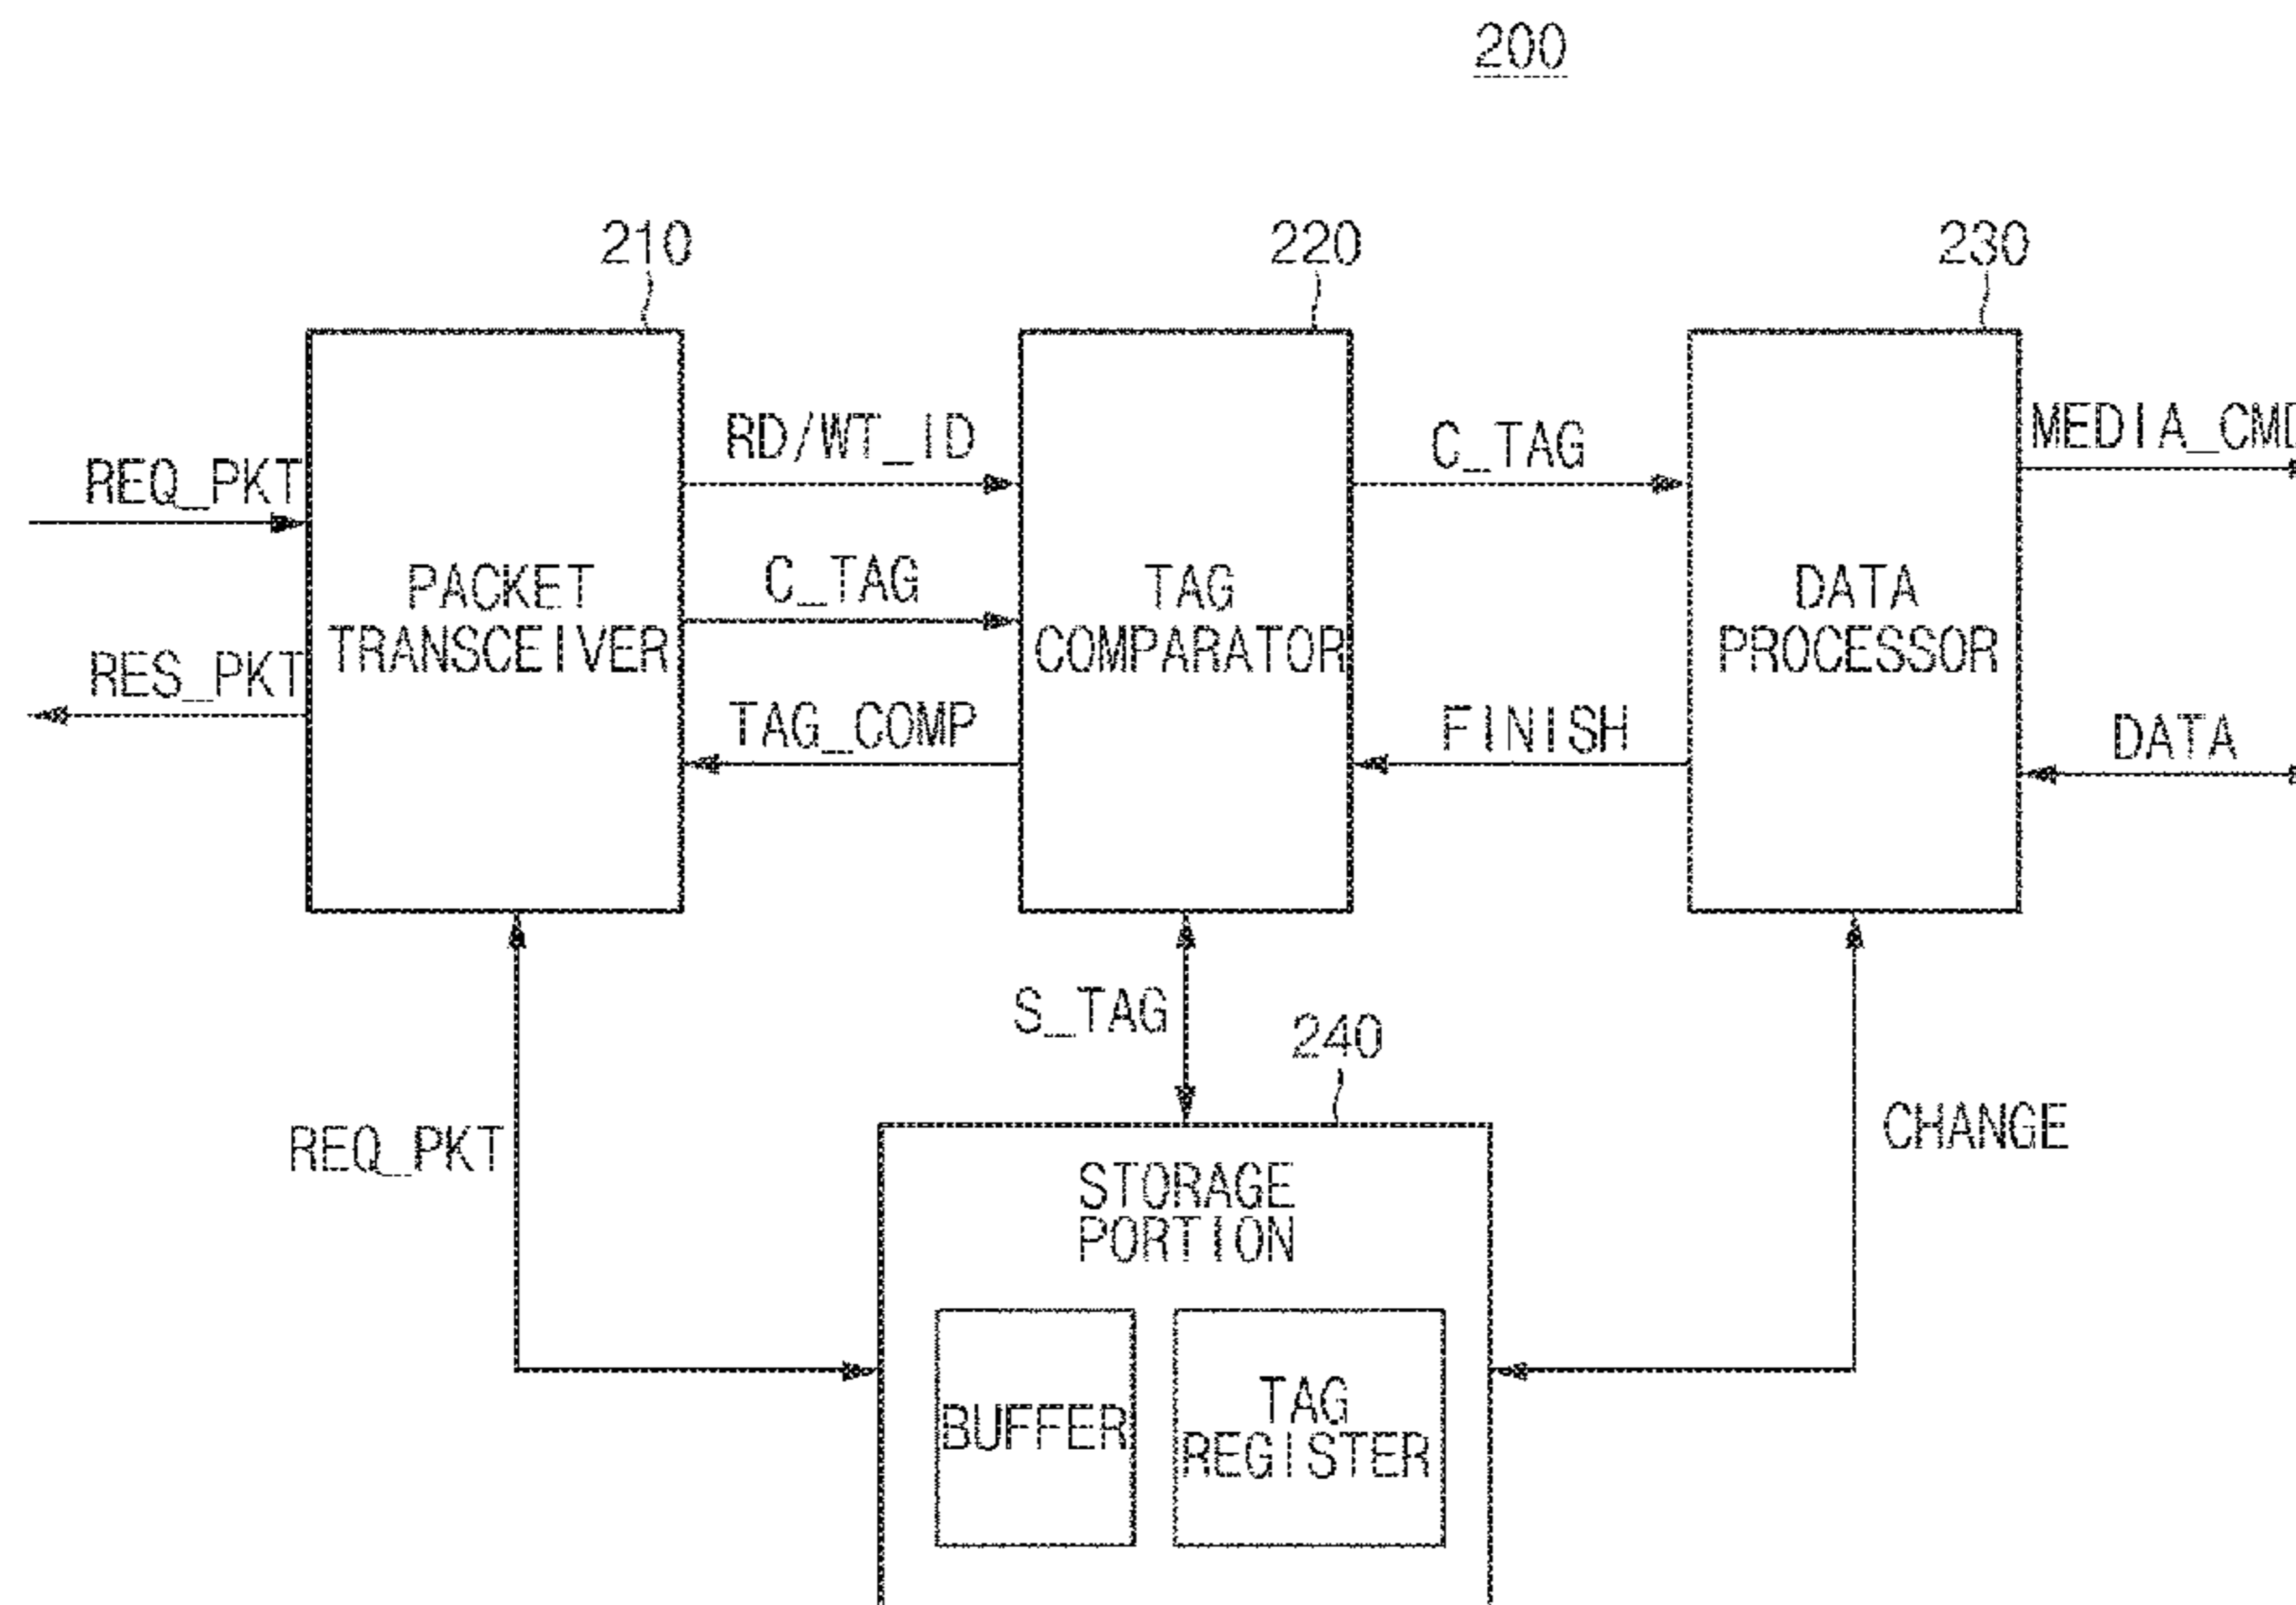 200
210
220
230
REQ_PKT
RES_PKT
PACKET
TRANSCEIVER
RD/WT_ID
C_TAG
TAG_COMP
TAG
COMPARATOR
C_TAG
FINISH
DATA
PROCESSOR
MEDIA_CMD
DATA
REQ_PKT
S_TAG
240
CHANGE
STORAGE
PORTION
BUFFER
TAG
REGISTER